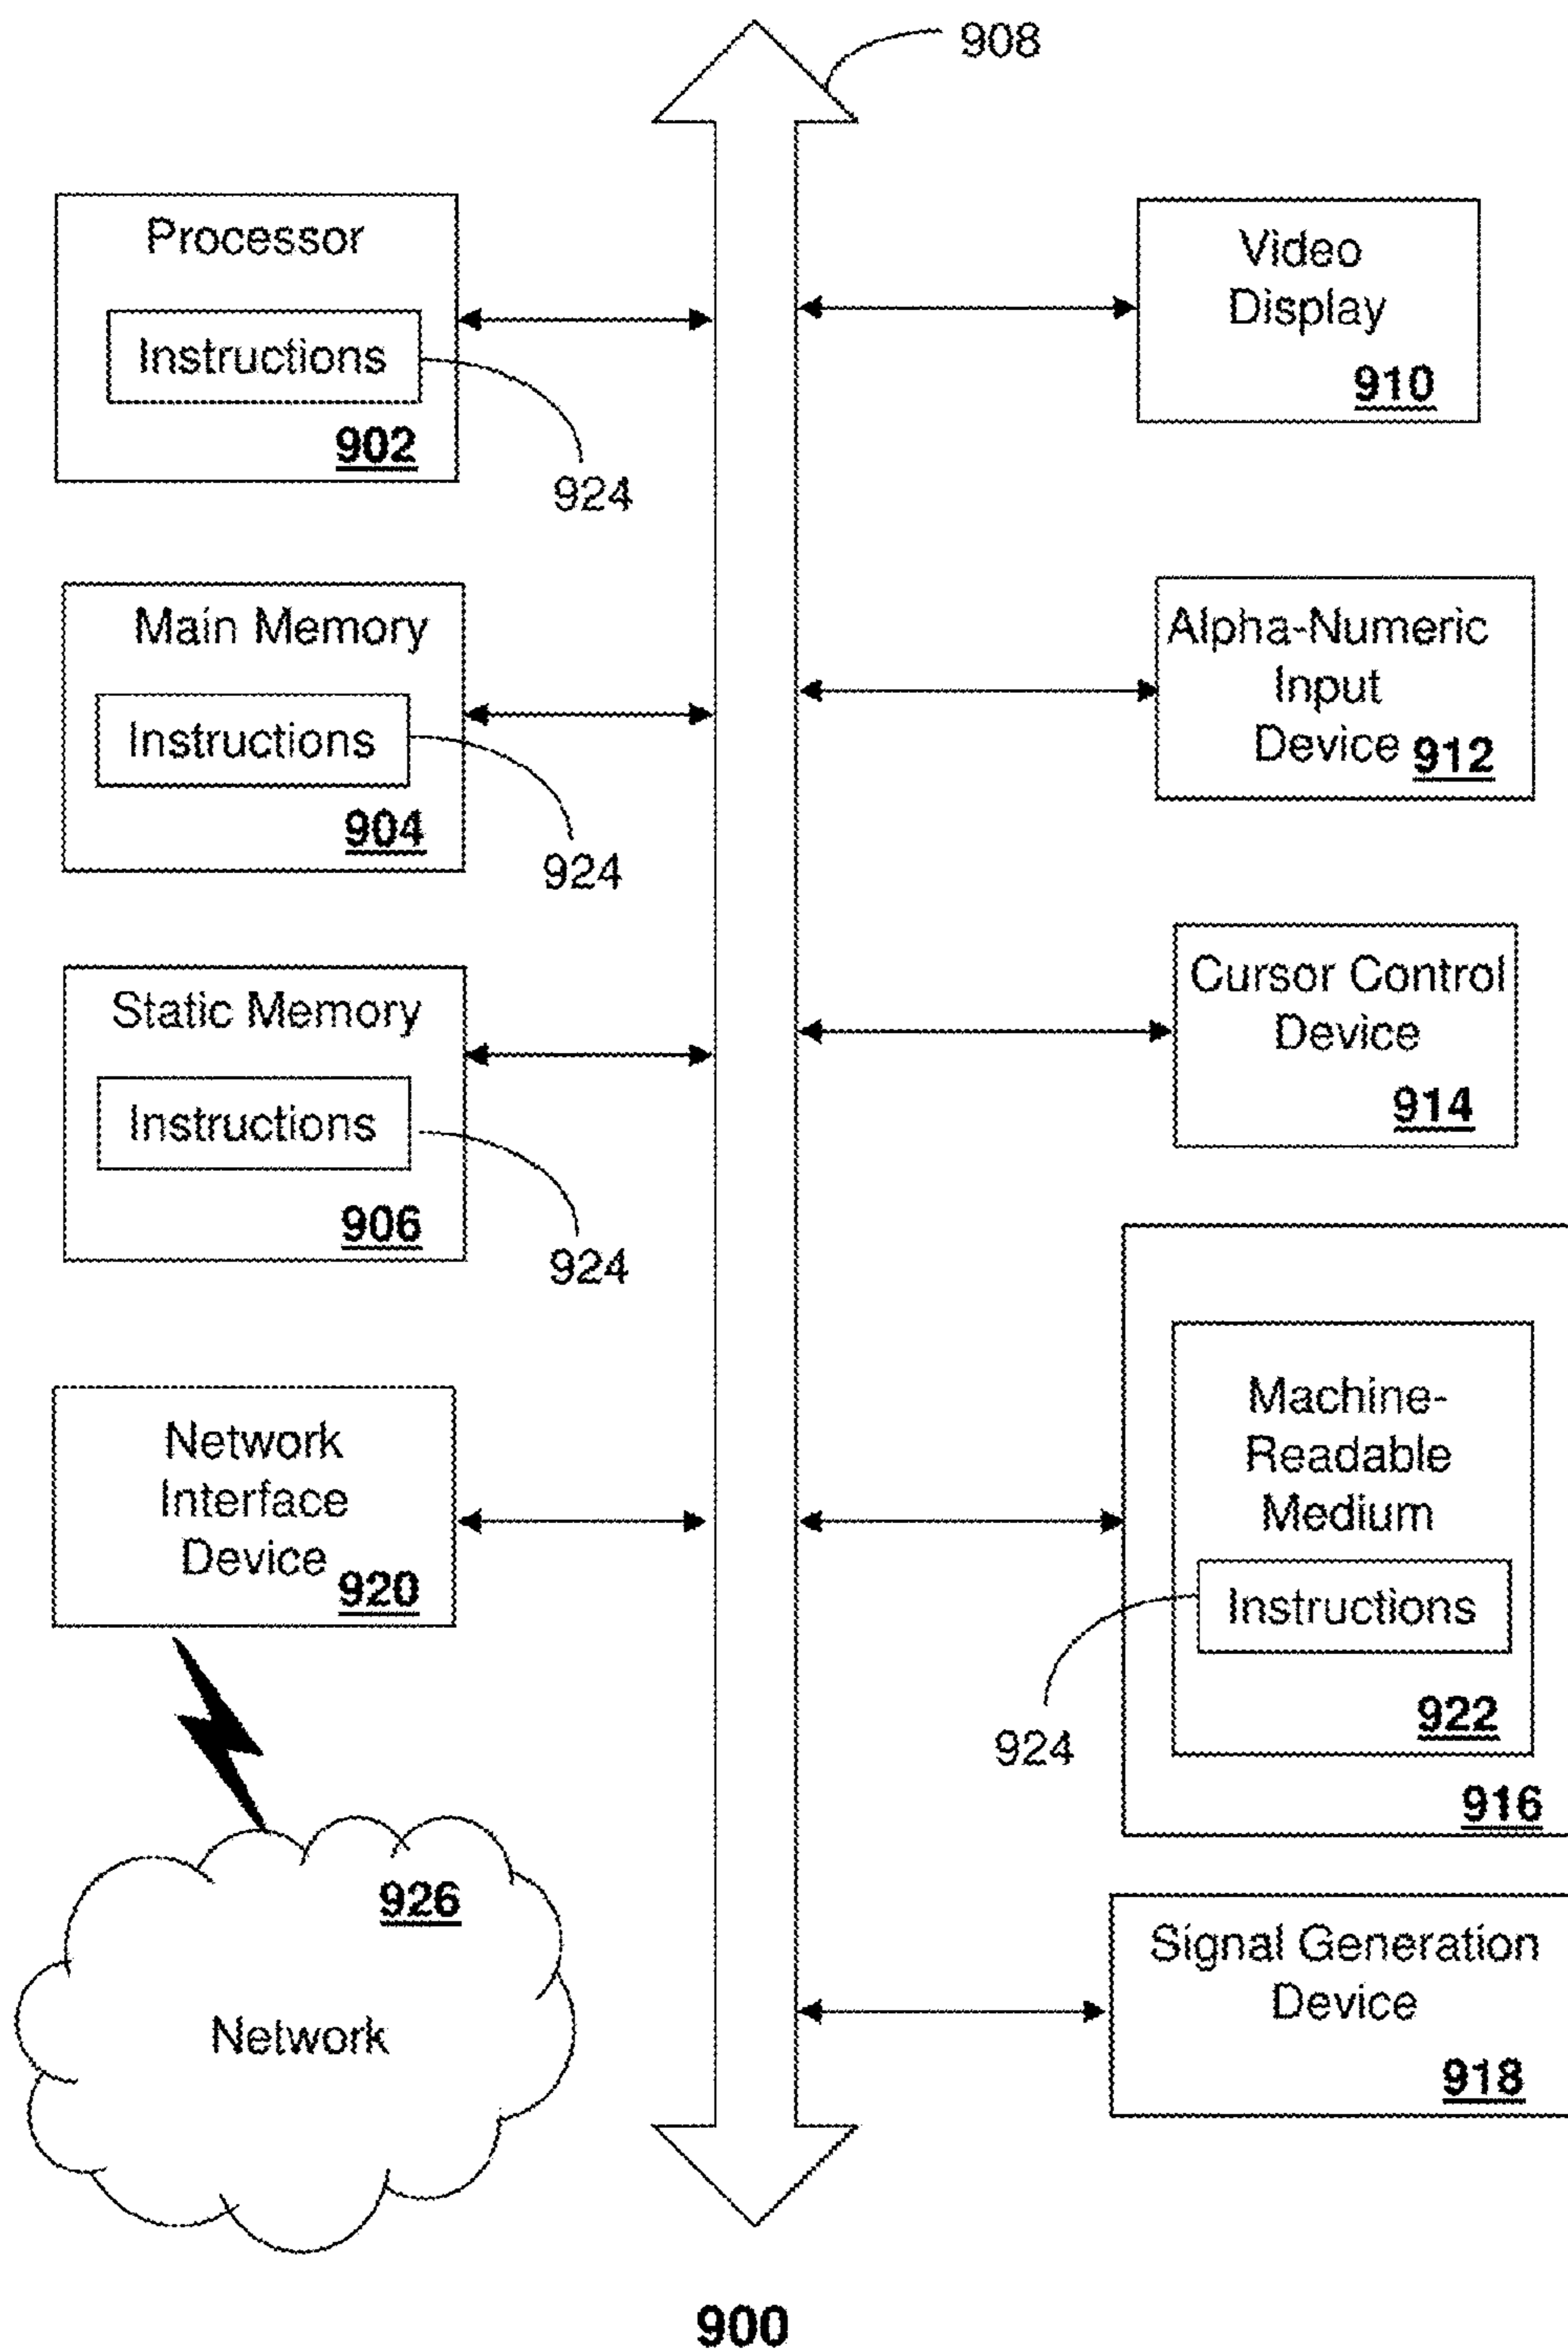 908
Processor
Instructions
902
924
Main Memory
Instructions
904
924
Static Memory
Instructions
906
924
Network
Interface
Device
920
926
Network
Video
Display
910
Alpha-Numeric
Input
Device 912
Cursor Control
Device
914
Machine-
Readable
Medium
Instructions
922
924
916
Signal Generation
Device
918
900